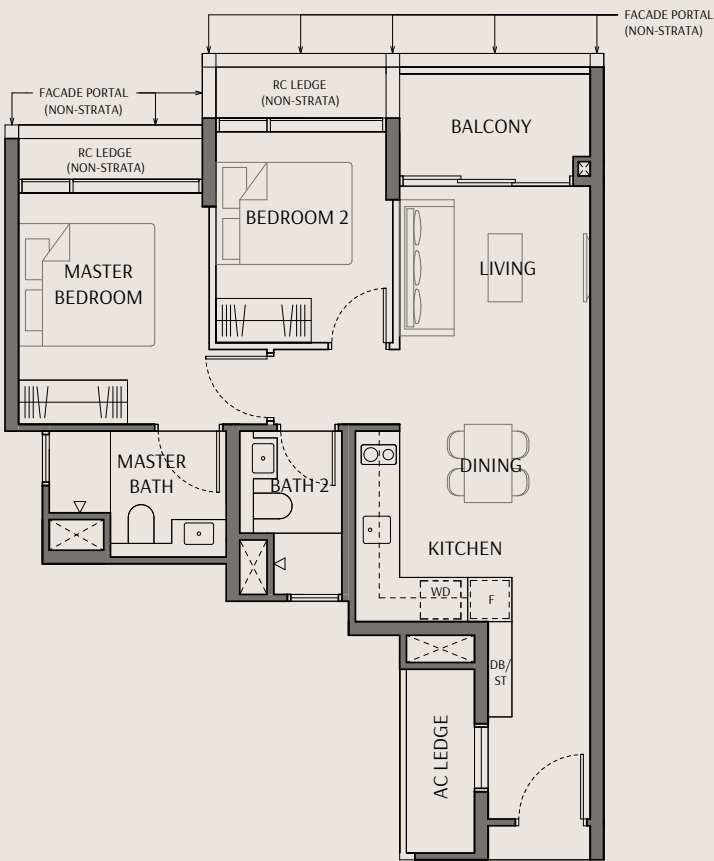 FACADE PORTAL
(NON-STRATA)
FACADE PORTAL
(NON-STRATA)
RC LEDGE
(NON-STRATA)
BALCONY
RC LEDGE
(NON-STRATA)
BEDROOM 2
MASTER
BEDROOM
LIVING
MASTER
BATH
BATH 2
DINING
KITCHEN
WD
F
DB/
ST
AC LEDGE